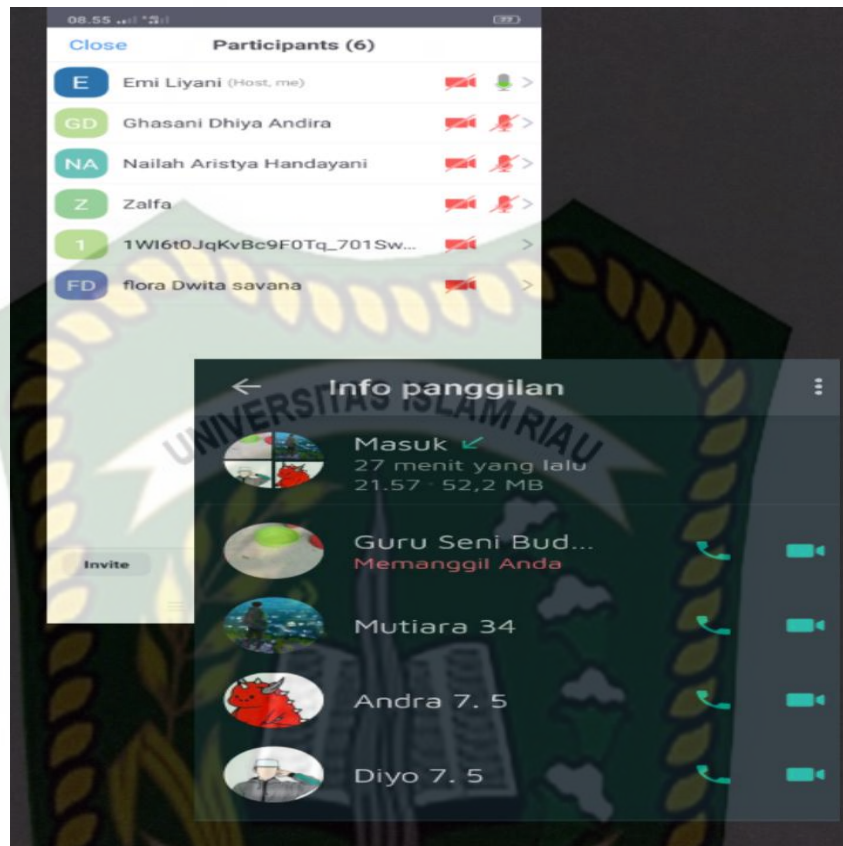 08.55
Close Participants (6)
E Emi Liyani (Host, me)
GD Ghasani Dhiya Andira
NA Nailah Aristya Handayani
Z Zalfa
1 1WI6t0JqKvBc9F0Tq_701Sw...
FD flora Dwita savana
Invite
Info panggilan
UNIVERSITAS ISLAM RIAU
Masuk
27 menit yang lalu
21.57 · 52,2 MB
Guru Seni Bud...
Memanggil Anda
Mutiara 34
Andra 7. 5
Diyo 7. 5